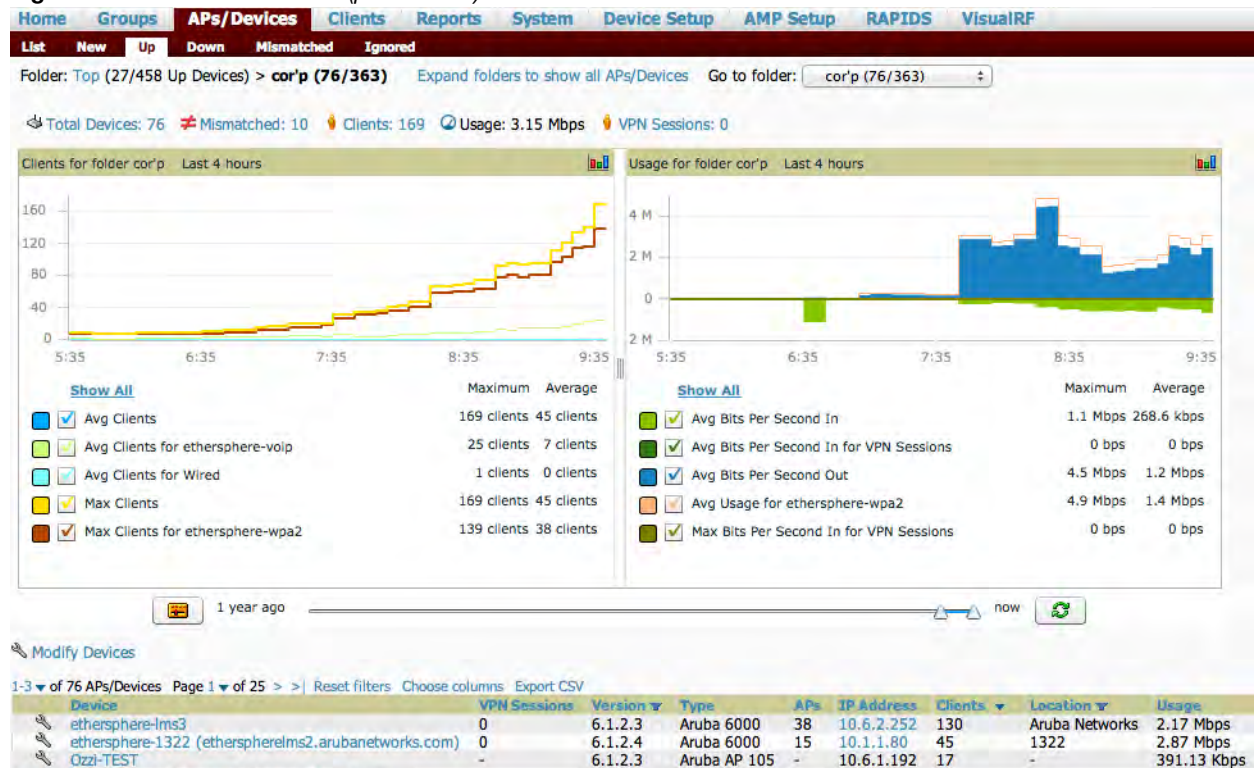 Home Groups APs/Devices Clients Reports System Device Setup AMP Setup RAPIDS VisualRF
List New Up Down Mismatched Ignored
Folder: Top (27/458 Up Devices) > cor'p (76/363) Expand folders to show all APs/Devices Go to folder: cor'p (76/363)
Total Devices: 76 Mismatched: 10 Clients: 169 Usage: 3.15 Mbps VPN Sessions: 0
Clients for folder cor'p Last 4 hours
160
120
80
40
0
5:35 6:35 7:35 8:35 9:35
Show All Maximum Average
Avg Clients 169 clients 45 clients
Avg Clients for ethersphere-voip 25 clients 7 clients
Avg Clients for Wired 1 clients 0 clients
Max Clients 169 clients 45 clients
Max Clients for ethersphere-wpa2 139 clients 38 clients
Usage for folder cor'p Last 4 hours
4 M
2 M
0
2 M
5:35 6:35 7:35 8:35 9:35
Show All Maximum Average
Avg Bits Per Second In 1.1 Mbps 268.6 kbps
Avg Bits Per Second In for VPN Sessions 0 bps 0 bps
Avg Bits Per Second Out 4.5 Mbps 1.2 Mbps
Avg Usage for ethersphere-wpa2 4.9 Mbps 1.4 Mbps
Max Bits Per Second In for VPN Sessions 0 bps 0 bps
1 year ago now
Modify Devices
1-3 of 76 APs/Devices Page 1 of 25 > >| Reset filters Choose columns Export CSV
Device VPN Sessions Version Type APs IP Address Clients Location Usage
ethersphere-lms3 0 6.1.2.3 Aruba 6000 38 10.6.2.252 130 Aruba Networks 2.17 Mbps
ethersphere-1322 (etherspherelms2.arubanetworks.com) 0 6.1.2.4 Aruba 6000 15 10.1.1.80 45 1322 2.87 Mbps
Ozzi-TEST - 6.1.2.3 Aruba AP 105 - 10.6.1.192 17 - 391.13 Kbps